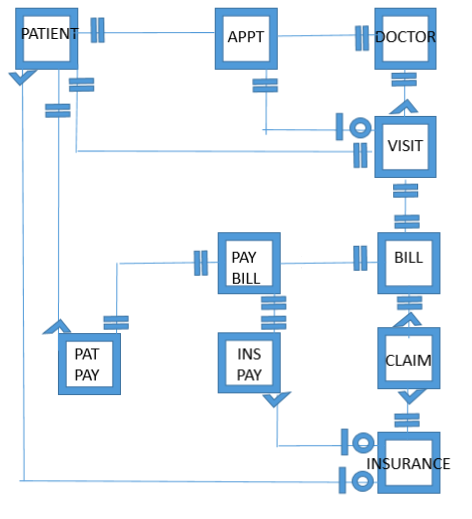 PATIENT
APPT
DOCTOR
VISIT
PAY
BILL
BILL
PAT
PAY
INS
PAY
CLAIM
INSURANCE